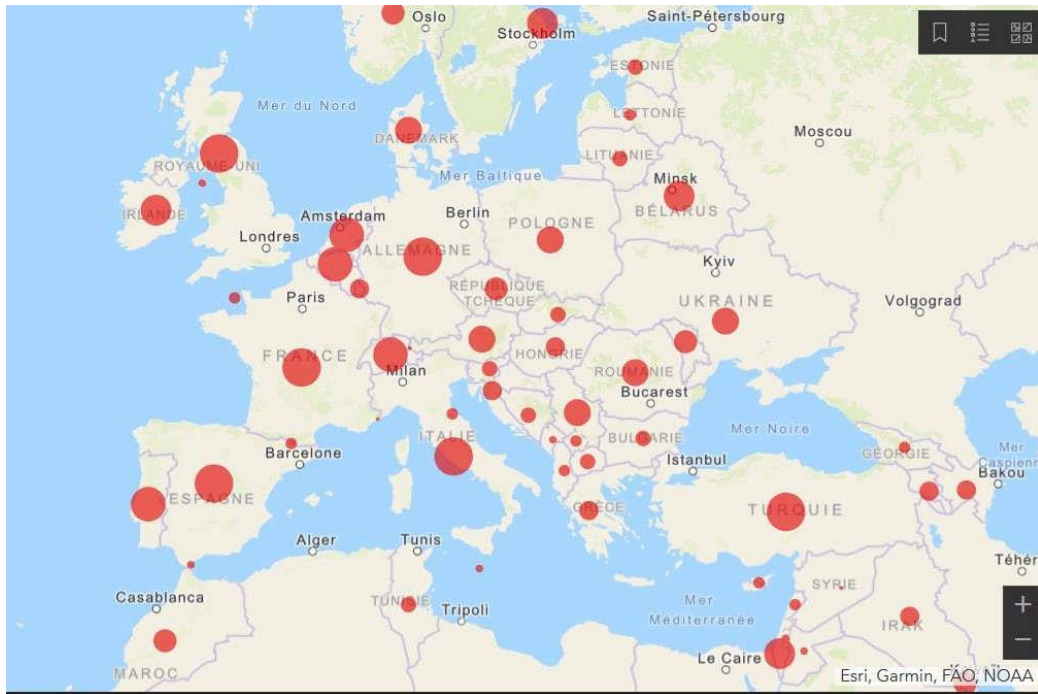 Oslo
Saint-Pétersbourg
Stockholm
ESTONIE
Mer du Nord
LETTONIE
DANEMARK
Moscou
LITUANIE
ROYAUME-UNI
Mer Baltique
Minsk
BÉLARUS
IRLANDE
Amsterdam
Berlin
POLOGNE
Londres
ALLEMAGNE
Kyiv
RÉPUBLIQUE
TCHÈQUE
Paris
UKRAINE
Volgograd
FRANCE
HONGRIE
Milan
ROUMANIE
Bucarest
ITALIE
Mer Noire
BULGARIE
Barcelone
GÉORGIE
Mer
Caspienne
Istanbul
Bakou
ESPAGNE
GRÈCE
TURQUIE
Alger
Tunis
Téhér
SYRIE
Casablanca
TUNISIE
Tripoli
Mer
Méditerranée
IRAK
Le Caire
MAROC
Esri, Garmin, FAO, NOAA